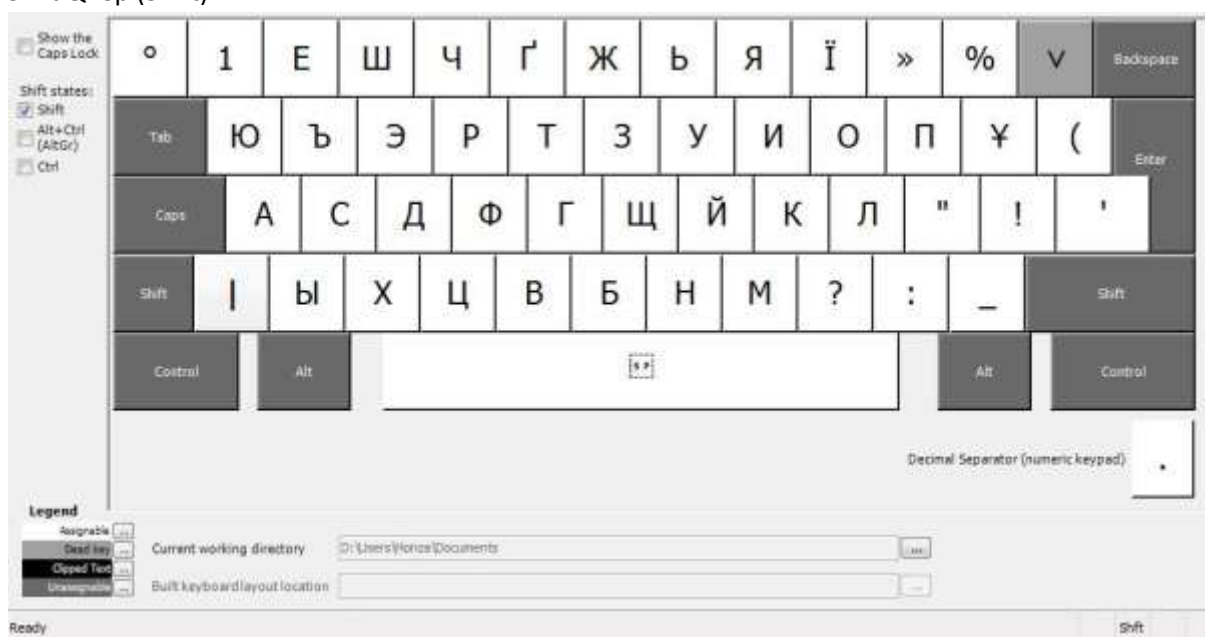 Show the
Caps Lock
Shift states:
Shift
Alt+Ctrl
(AltGr)
Ctrl
° 1 Е Ш Ч Ґ Ж Ь Я Ї » % ˅ Backspace
Tab Ю Ъ Э Р Т З У И О П ¥ ( Enter
Caps А С Д Ф Г Щ Й К Л " ! '
Shift | Ы Х Ц В Б Н М ? : _ Shift
Control Alt SP Alt Control
Decimal Separator (numeric keypad) .
Legend
Assignable ...
Dead key ...
Clipped Text ...
Unassignable ...
Current working directory D:\Users\Honza\Documents ...
Built keyboard layout location ...
Ready Shft